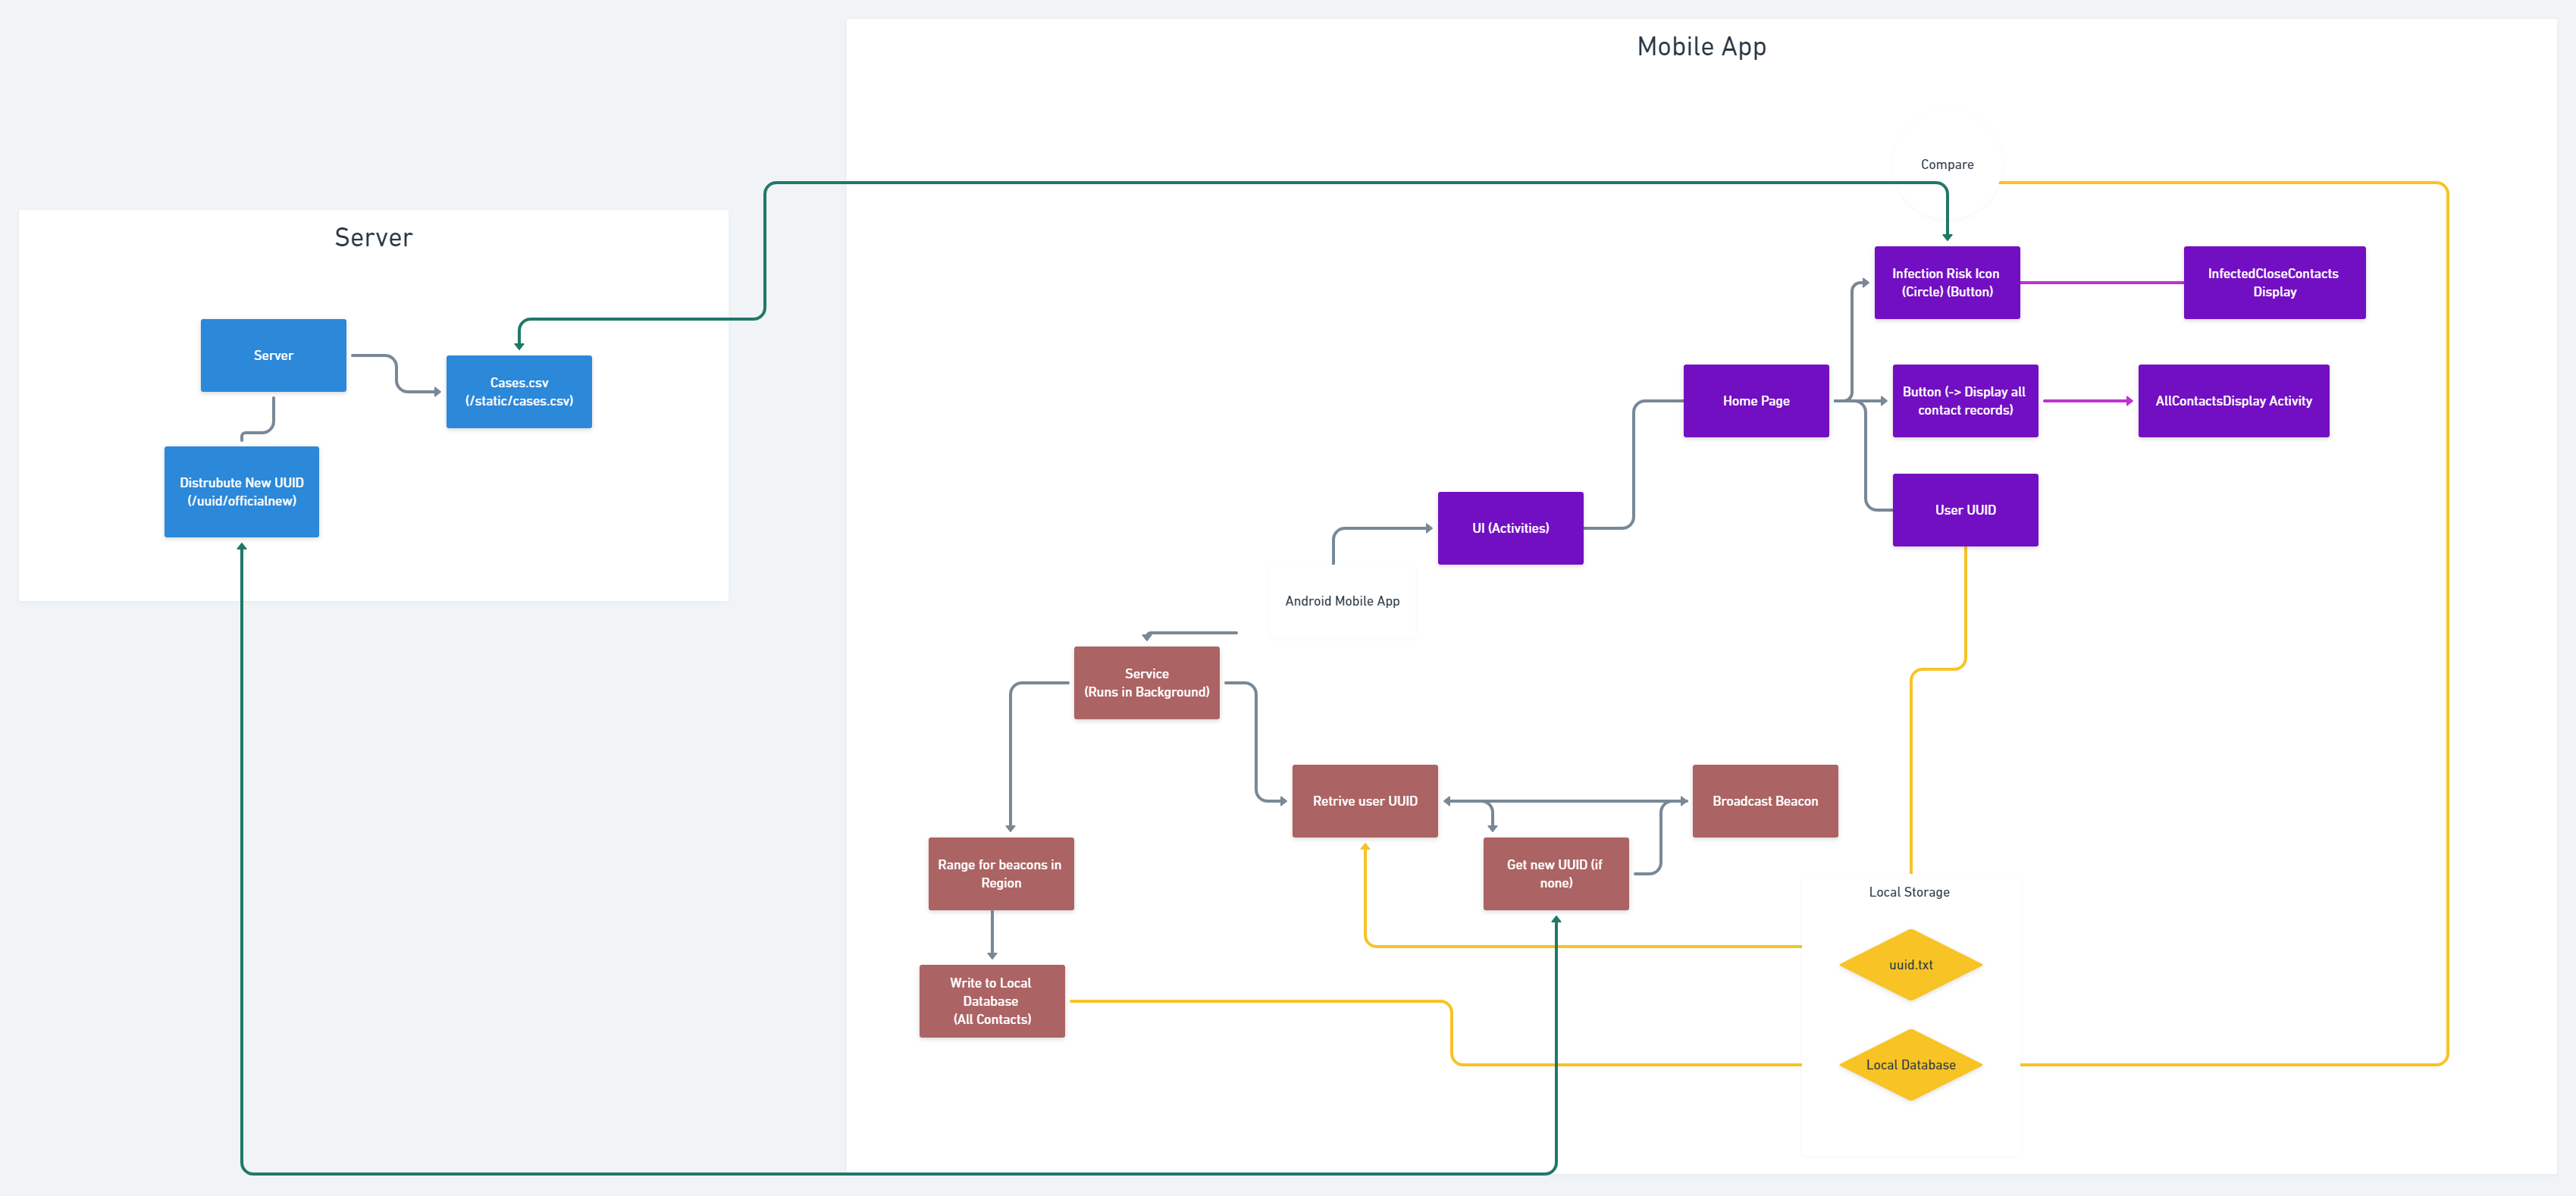 Mobile App
Compare
Server
Infection Risk Icon
(Circle) (Button)
InfectedCloseContacts
Display
Server
Cases.csv
(/static/cases.csv)
Home Page
Button (-> Display all
contact records)
AllContactsDisplay Activity
Distrubute New UUID
(/uuid/officialnew)
User UUID
UI (Activities)
Android Mobile App
Service
(Runs in Background)
Retrive user UUID
Broadcast Beacon
Range for beacons in
Region
Get new UUID (if
none)
Local Storage
uuid.txt
Write to Local
Database
(All Contacts)
Local Database